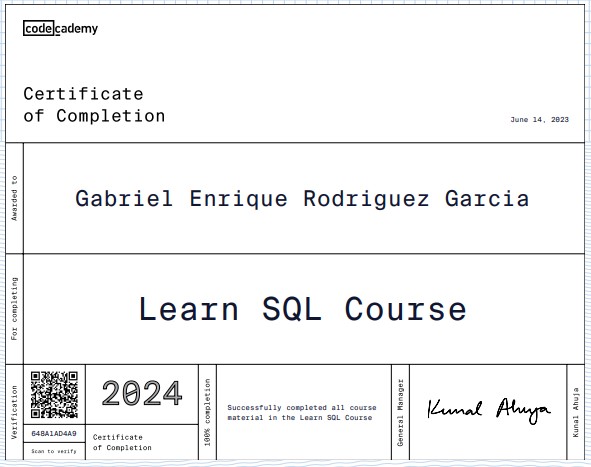 codecademy
Certificate
of Completion
June 14, 2023
Awarded to
Gabriel Enrique Rodriguez Garcia
For completing
Learn SQL Course
Verification
648A1AD4A9
Scan to verify
2024
Certificate
of Completion
100% completion
Successfully completed all course
material in the Learn SQL Course
General Manager
Kunal Ahuja
Kunal Ahuja